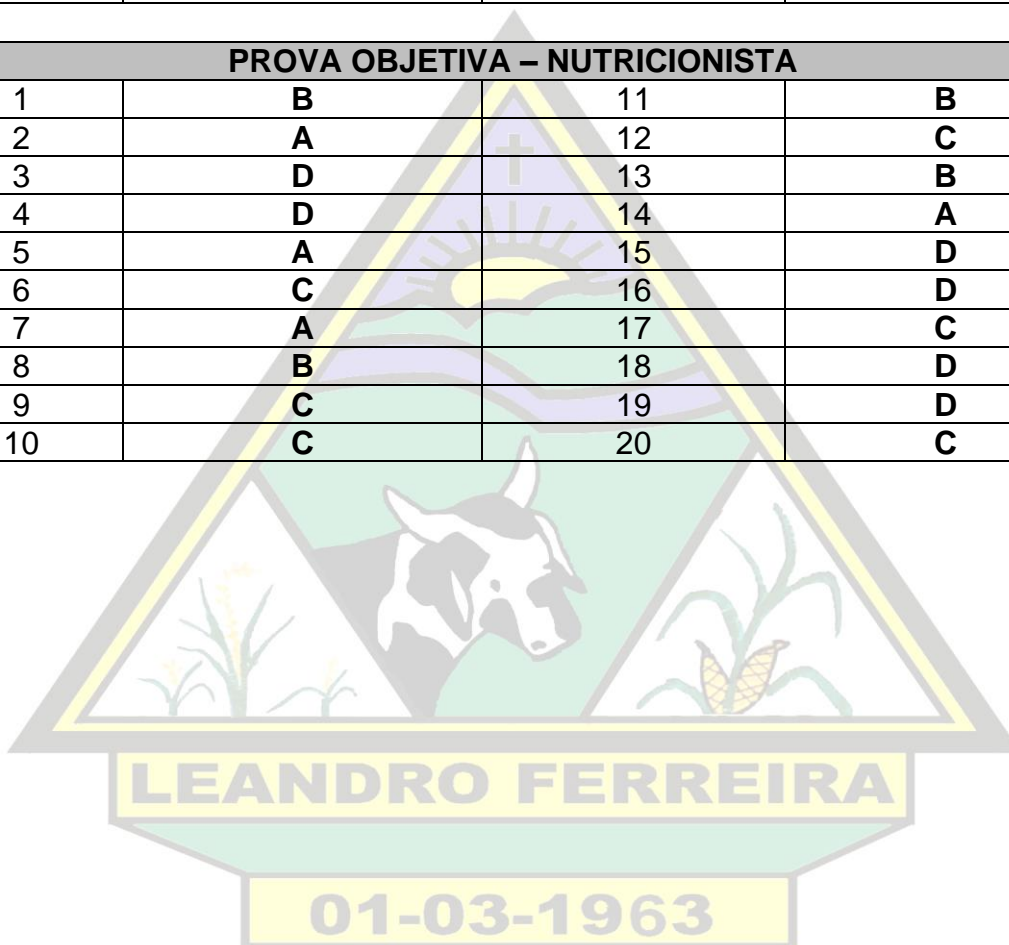 PROVA OBJETIVA – NUTRICIONISTA
1 B 11 B
2 A 12 C
3 D 13 B
4 D 14 A
5 A 15 D
6 C 16 D
7 A 17 C
8 B 18 D
9 C 19 D
10 C 20 C
LEANDRO FERREIRA
01-03-1963